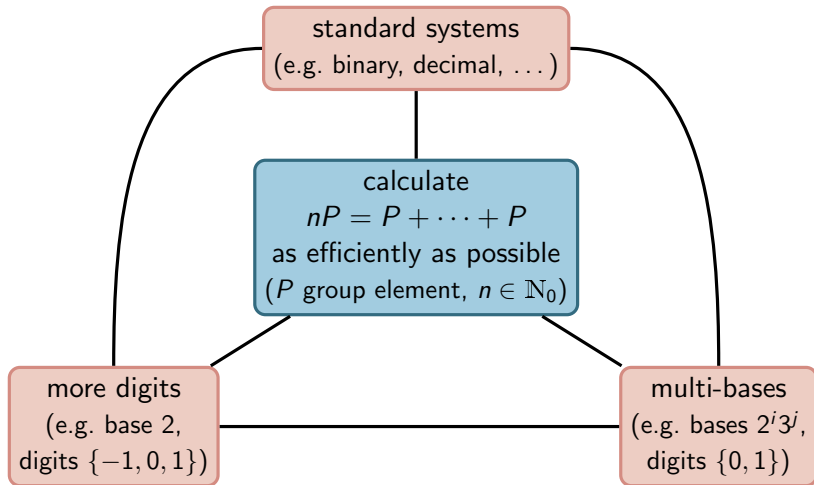 standard systems
(e.g. binary, decimal, . . . )
calculate
nP = P + · · · + P
as efficiently as possible
(P group element, n ∈ ℕ₀)
more digits
(e.g. base 2,
digits {−1, 0, 1})
multi-bases
(e.g. bases 2ⁱ3ʲ,
digits {0, 1})